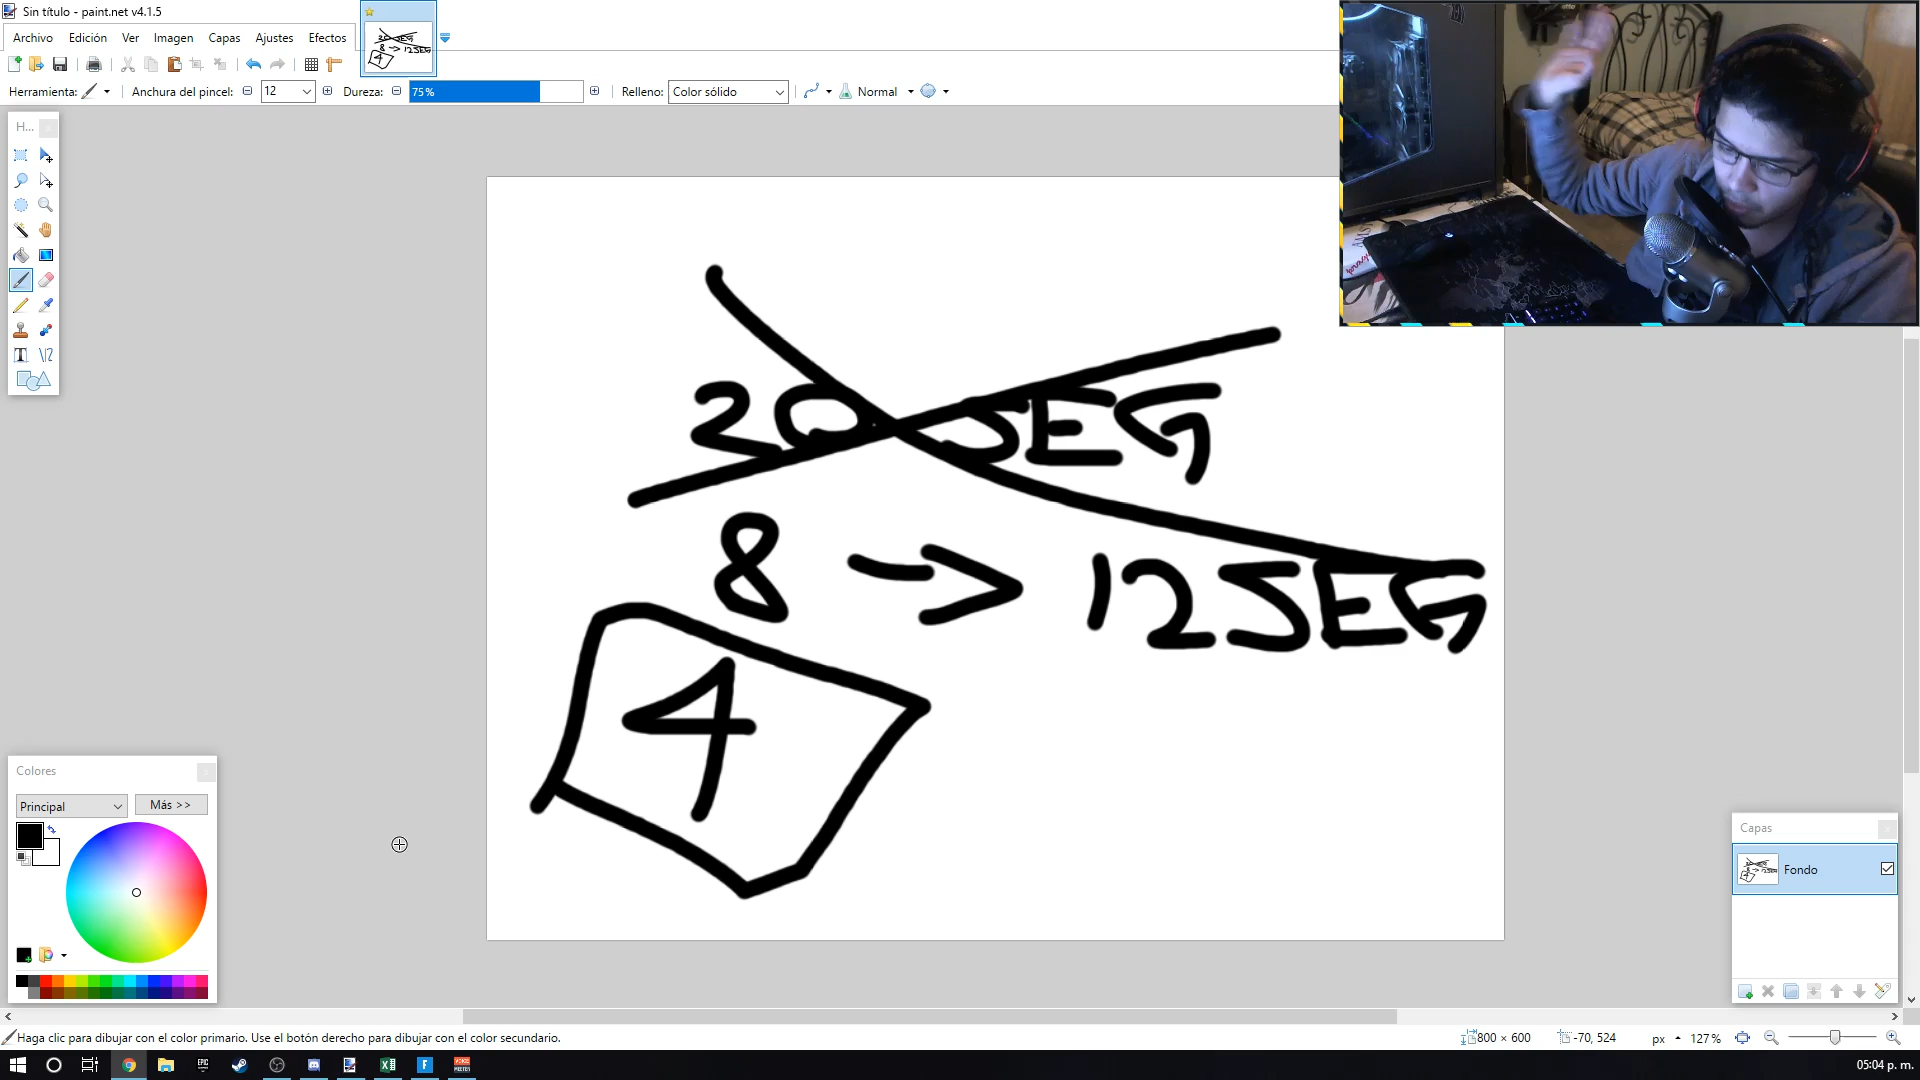 Sin título - paint.net v4.1.5
Archivo Edición Ver Imagen Capas Ajustes Efectos
Herramienta: Anchura del pincel: 12 Dureza: 75% Relleno: Color sólido Normal
H...
20 SEG
8 -> 12SEG
4
Colores
Principal Más >>
Capas
Fondo
Haga clic para dibujar con el color primario. Use el botón derecho para dibujar con el color secundario.
800 × 600 -70, 524 px 127%
05:04 p. m.